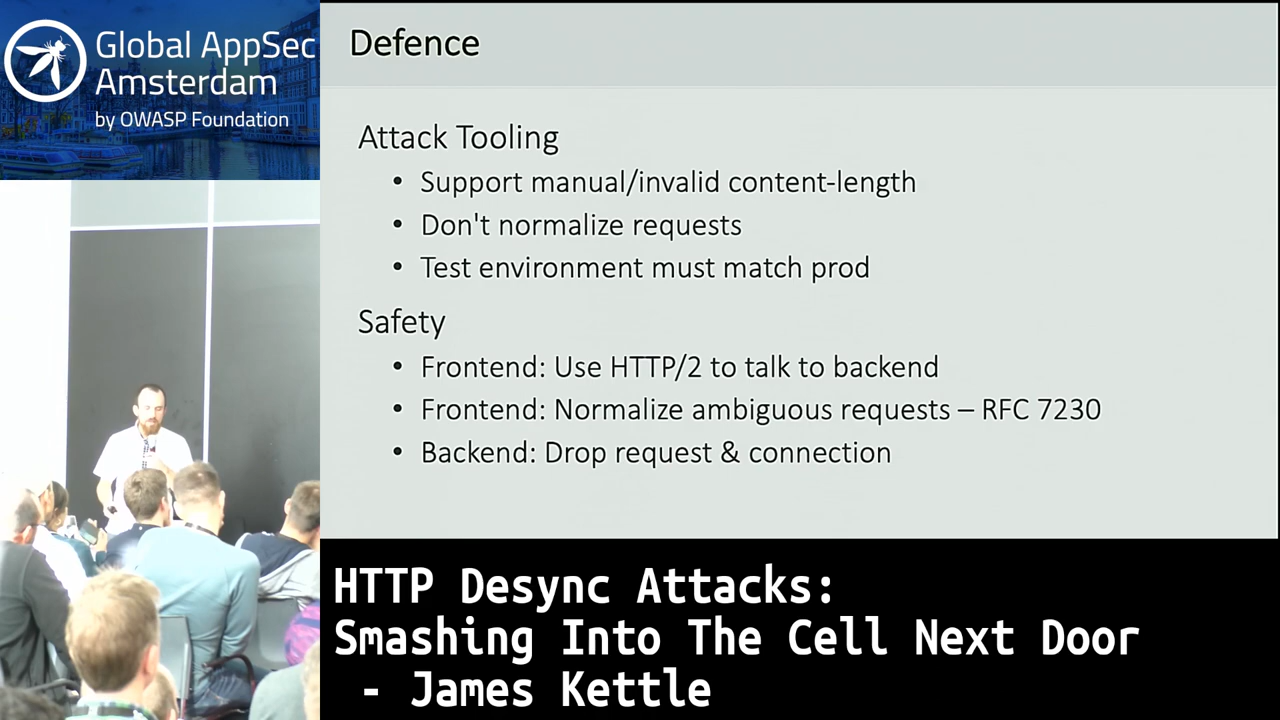 Global AppSec
Amsterdam
by OWASP Foundation
Defence
Attack Tooling
• Support manual/invalid content-length
• Don't normalize requests
• Test environment must match prod
Safety
• Frontend: Use HTTP/2 to talk to backend
• Frontend: Normalize ambiguous requests – RFC 7230
• Backend: Drop request & connection
HTTP Desync Attacks:
Smashing Into The Cell Next Door
- James Kettle